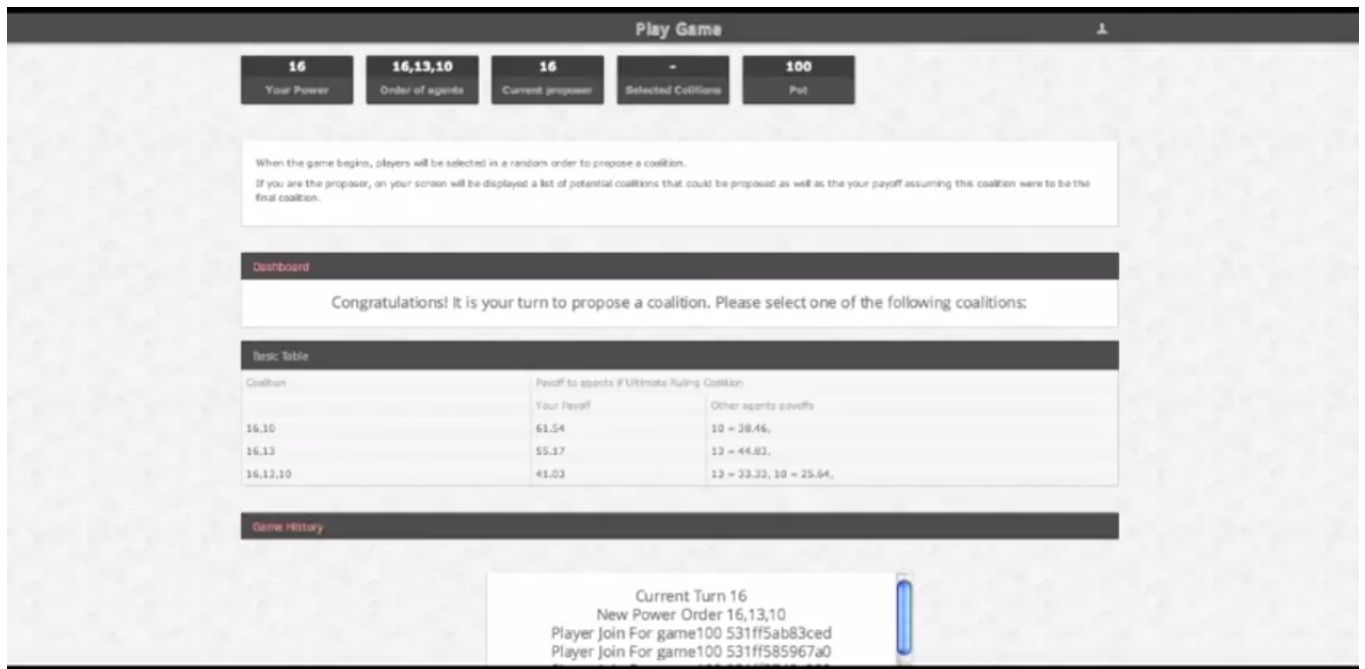 Play Game
16 16,13,10 16 - 100
Your Power Order of agents Current proposer Selected Colitions Pot
When the game begins, players will be selected in a random order to propose a coalition.
If you are the proposer, on your screen will be displayed a list of potential coalitions that could be proposed as well as the your payoff assuming this coalition were to be the
final coalition.
Dashboard
Congratulations! It is your turn to propose a coalition. Please select one of the following coalitions:
Basic Table
Coalition Payoff to agents if Ultimate Ruling Coalition
Your Payoff Other agents payoffs
16,10 61.54 10 = 38.46,
16,13 55.17 13 = 44.83,
16,13,10 41.03 13 = 33.33, 10 = 25.64,
Game History
Current Turn 16
New Power Order 16,13,10
Player Join For game100 531ff5ab83ced
Player Join For game100 531ff585967a0